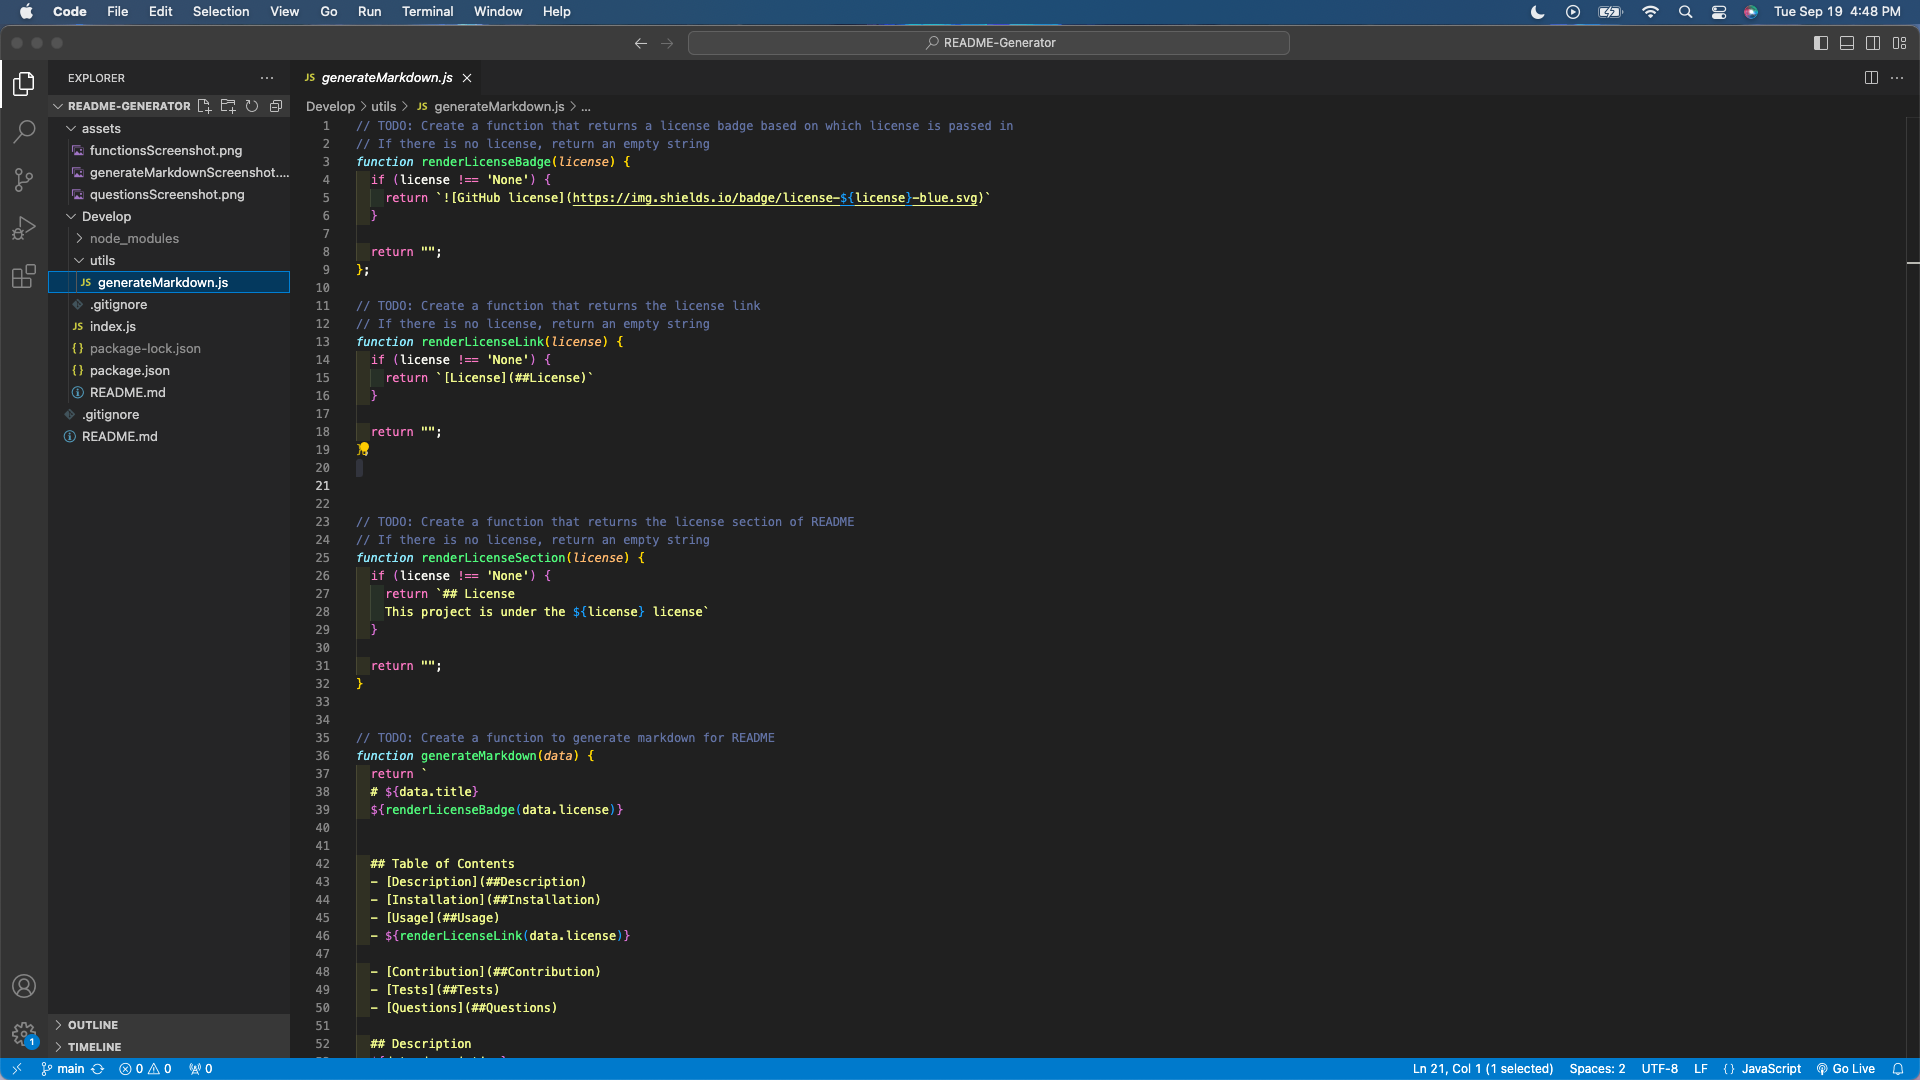 Code File Edit Selection View Go Run Terminal Window Help Tue Sep 19 4:48 PM
README-Generator
EXPLORER
README-GENERATOR
assets
functionsScreenshot.png
generateMarkdownScreenshot....
questionsScreenshot.png
Develop
node_modules
utils
JS generateMarkdown.js
.gitignore
JS index.js
{} package-lock.json
{} package.json
README.md
.gitignore
README.md
OUTLINE
TIMELINE
JS generateMarkdown.js
Develop > utils > JS generateMarkdown.js > ...
1 // TODO: Create a function that returns a license badge based on which license is passed in
2 // If there is no license, return an empty string
3 function renderLicenseBadge(license) {
4 if (license !== 'None') {
5 return `![GitHub license](https://img.shields.io/badge/license-${license}-blue.svg)`
6 }
7
8 return "";
9 };
10
11 // TODO: Create a function that returns the license link
12 // If there is no license, return an empty string
13 function renderLicenseLink(license) {
14 if (license !== 'None') {
15 return `[License](##License)`
16 }
17
18 return "";
19
20
21
22
23 // TODO: Create a function that returns the license section of README
24 // If there is no license, return an empty string
25 function renderLicenseSection(license) {
26 if (license !== 'None') {
27 return `## License
28 This project is under the ${license} license`
29 }
30
31 return "";
32 }
33
34
35 // TODO: Create a function to generate markdown for README
36 function generateMarkdown(data) {
37 return `
38 # ${data.title}
39 ${renderLicenseBadge(data.license)}
40
41
42 ## Table of Contents
43 - [Description](##Description)
44 - [Installation](##Installation)
45 - [Usage](##Usage)
46 - ${renderLicenseLink(data.license)}
47
48 - [Contribution](##Contribution)
49 - [Tests](##Tests)
50 - [Questions](##Questions)
51
52 ## Description
1
main 0 0 0 Ln 21, Col 1 (1 selected) Spaces: 2 UTF-8 LF {} JavaScript Go Live